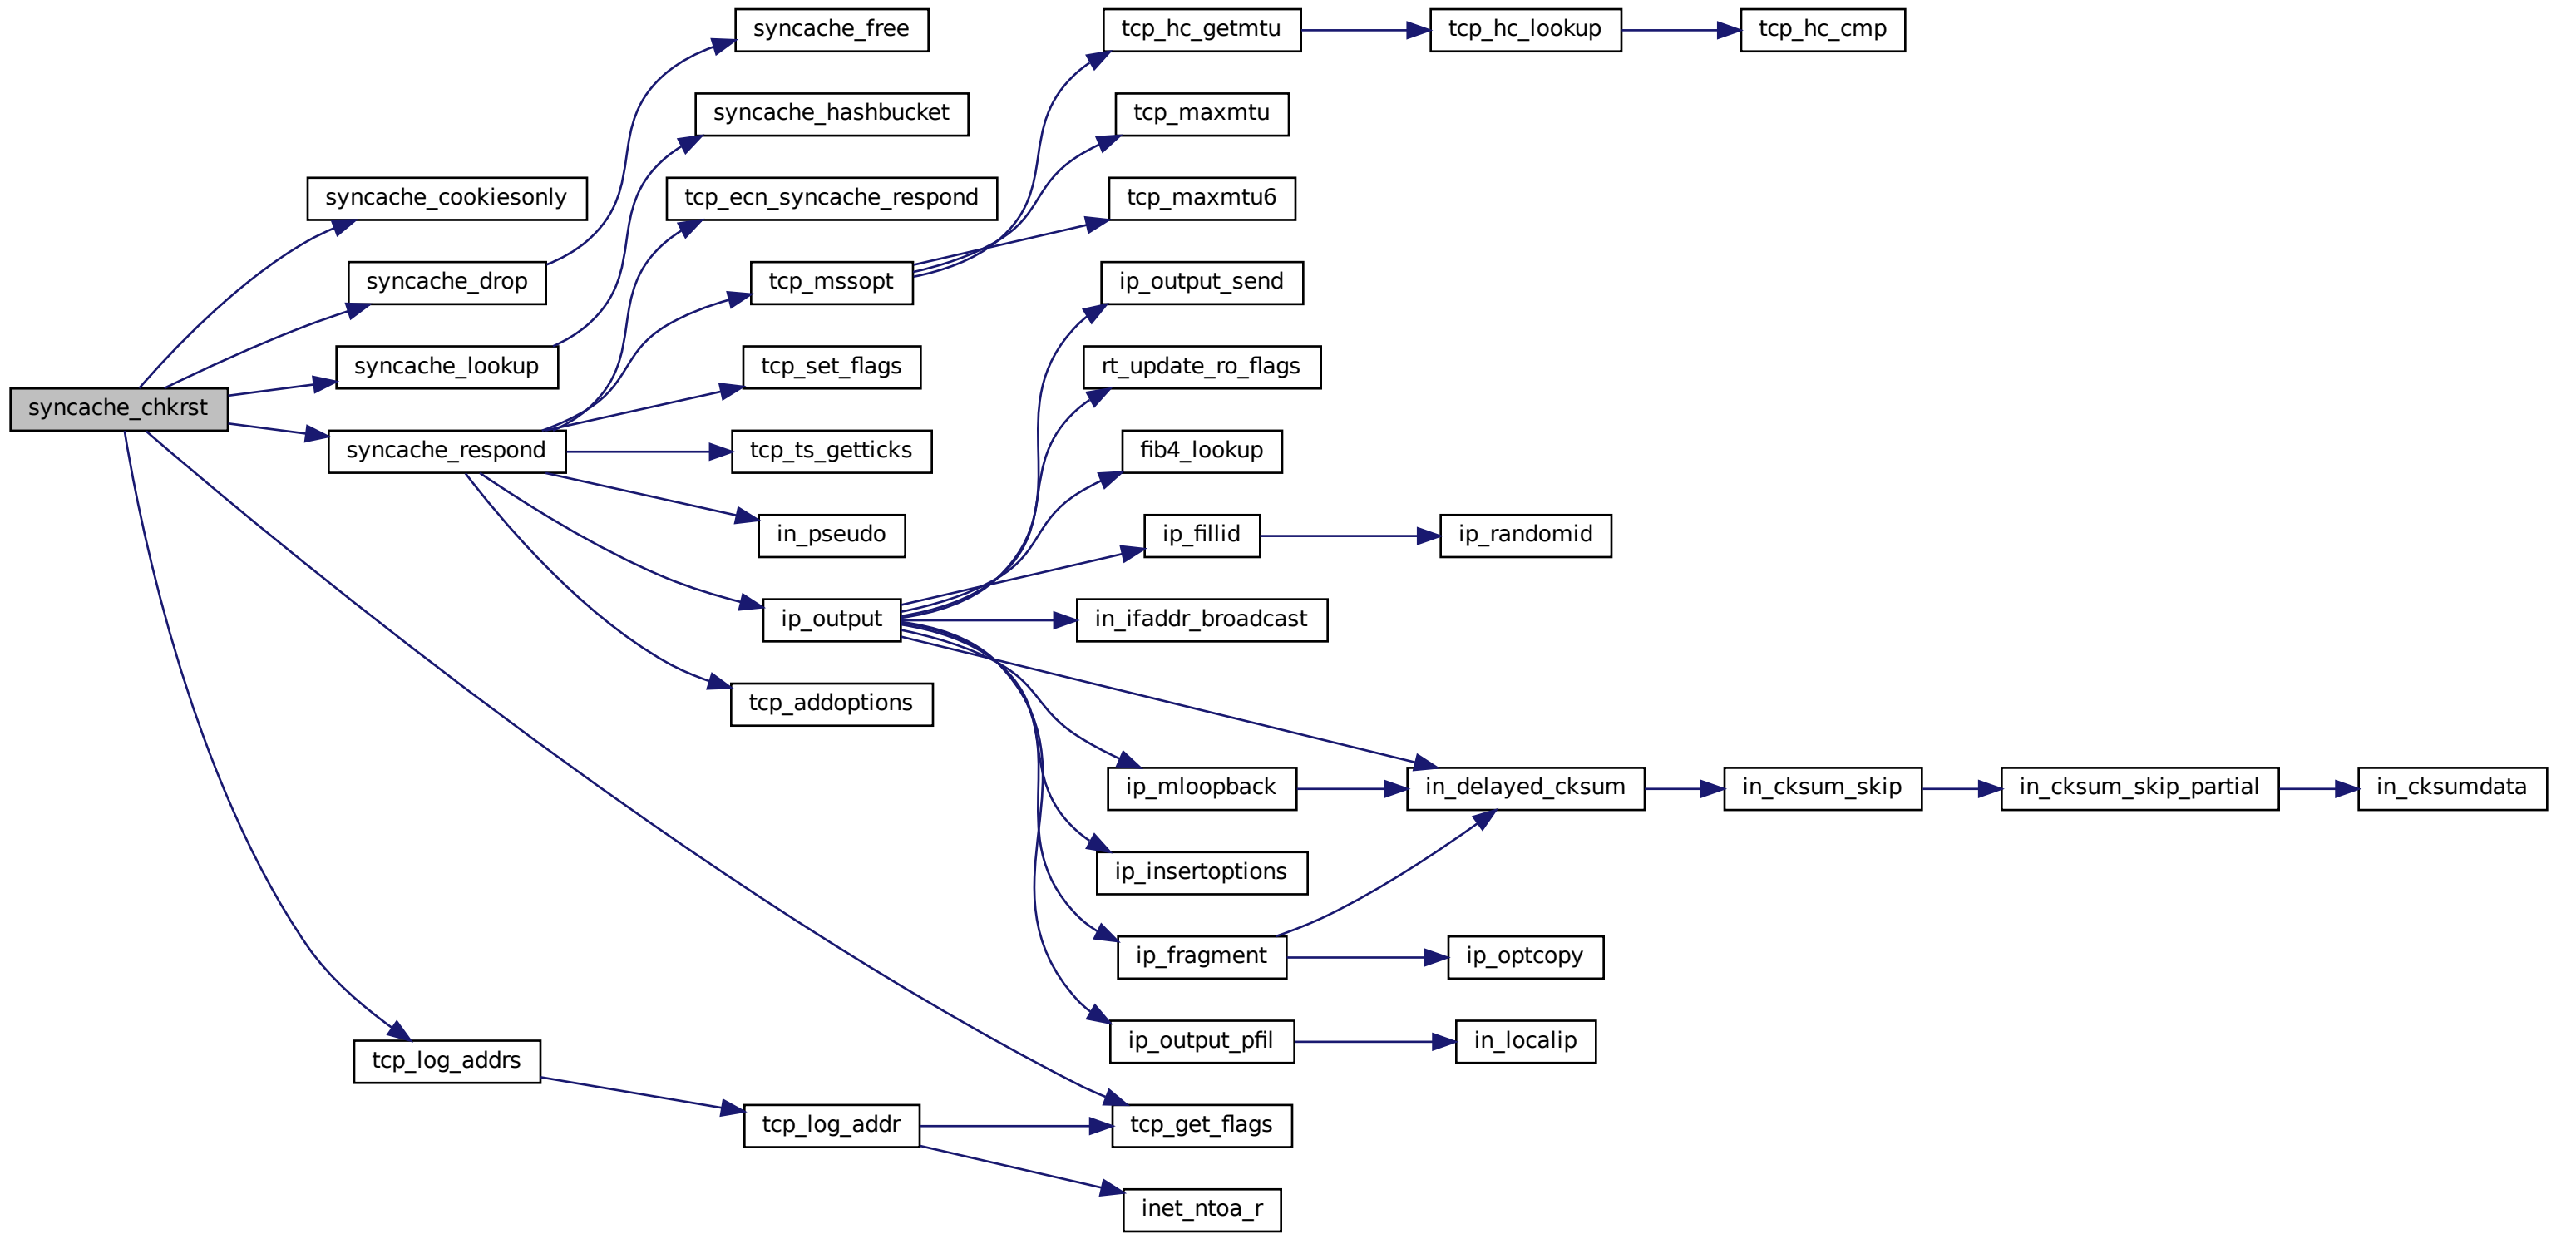 syncache_free
tcp_hc_getmtu
tcp_hc_lookup
tcp_hc_cmp
syncache_hashbucket
tcp_maxmtu
syncache_cookiesonly
tcp_ecn_syncache_respond
tcp_maxmtu6
syncache_drop
tcp_mssopt
ip_output_send
syncache_lookup
tcp_set_flags
rt_update_ro_flags
syncache_chkrst
syncache_respond
tcp_ts_getticks
fib4_lookup
in_pseudo
ip_fillid
ip_randomid
ip_output
in_ifaddr_broadcast
tcp_addoptions
ip_mloopback
in_delayed_cksum
in_cksum_skip
in_cksum_skip_partial
in_cksumdata
ip_insertoptions
ip_fragment
ip_optcopy
ip_output_pfil
in_localip
tcp_log_addrs
tcp_log_addr
tcp_get_flags
inet_ntoa_r